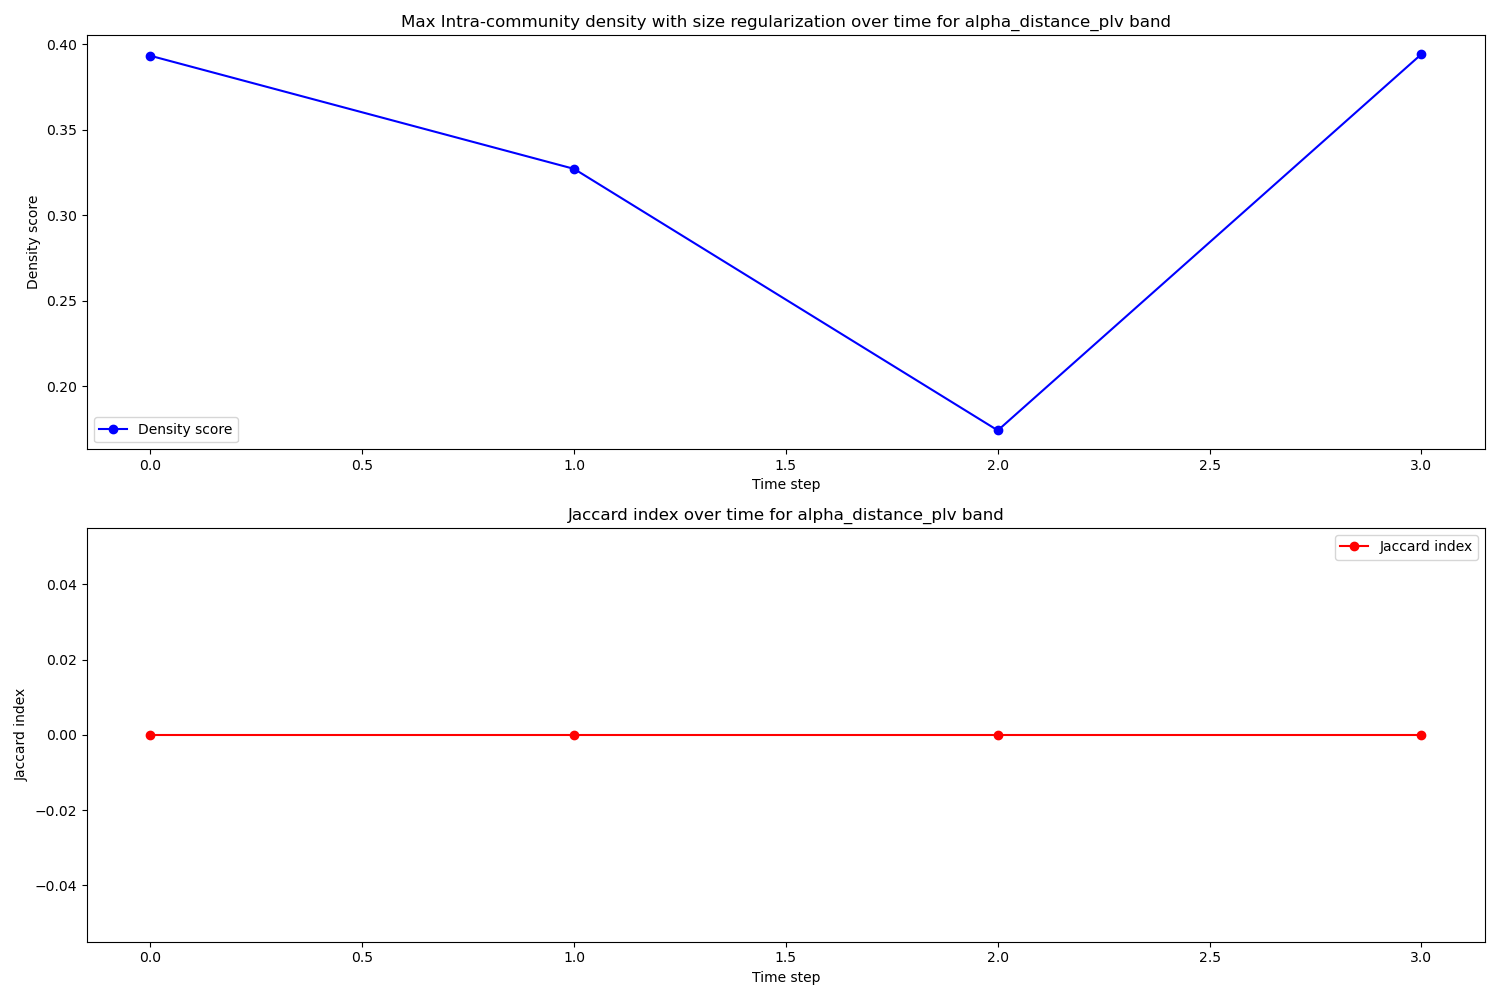 Max Intra-community density with size regularization over time for alpha_distance_plv band
0.40
0.35
0.30
0.25
0.20
Density score
Density score
0.0 0.5 1.0 1.5 2.0 2.5 3.0
Time step
Jaccard index over time for alpha_distance_plv band
Jaccard index
0.04
0.02
0.00
−0.02
−0.04
Jaccard index
0.0 0.5 1.0 1.5 2.0 2.5 3.0
Time step